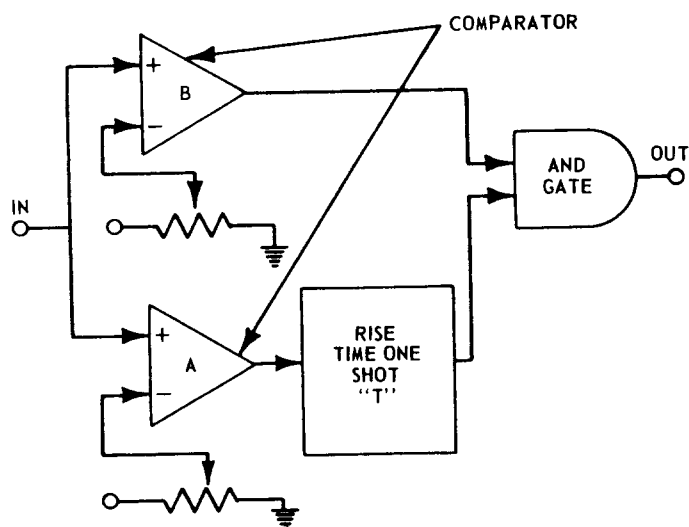 COMPARATOR
+
B
−
IN
AND
GATE
OUT
+
A
−
RISE
TIME ONE
SHOT
"T"